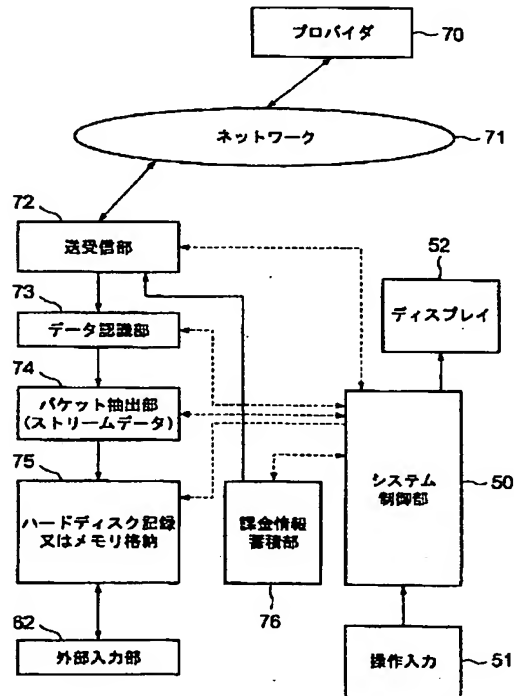 プロバイダ
70
ネットワーク
71
72
送受信部
73
データ認識部
74
パケット抽出部
(ストリームデータ)
75
ハードディスク記録
又はメモリ格納
62
外部入力部
課金情報
蓄積部
76
52
ディスプレイ
システム
制御部
50
操作入力
51